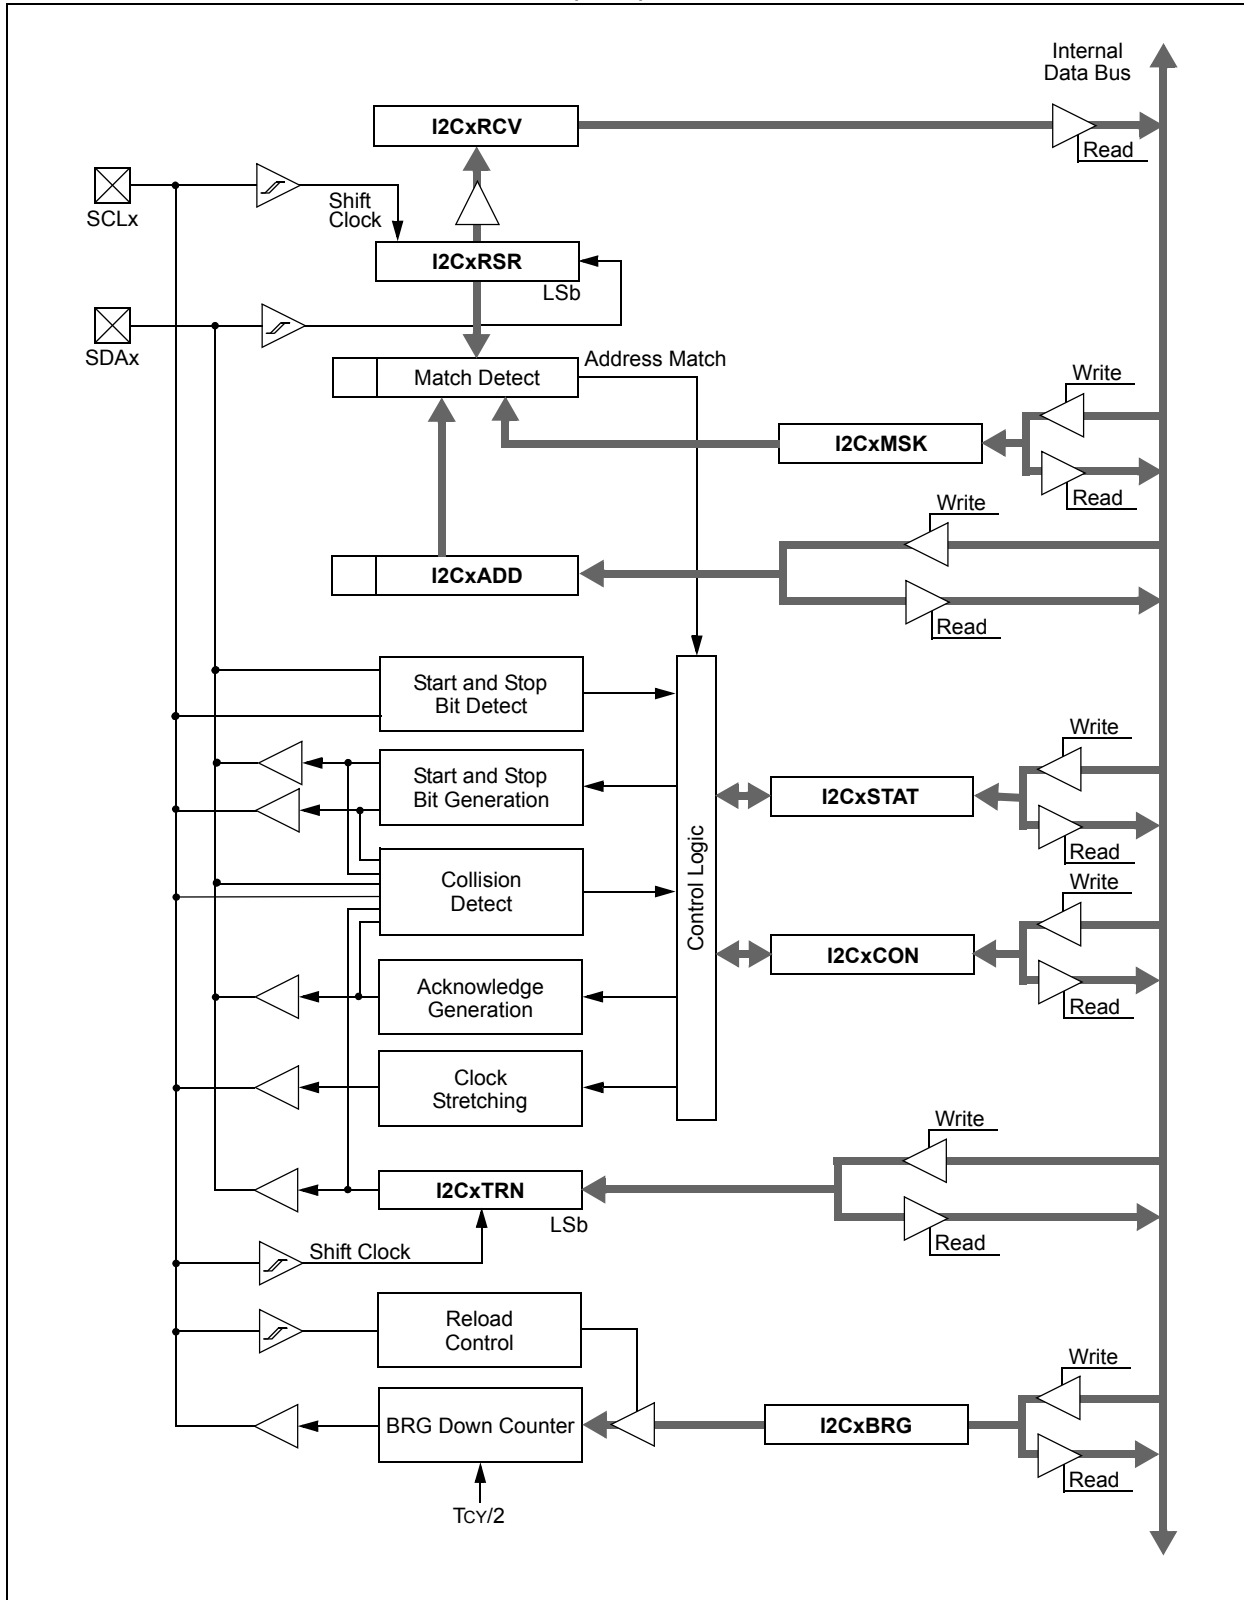 Internal
Data Bus
I2CxRCV
Read
SCLx
Shift
Clock
I2CxRSR
LSb
SDAx
Match Detect
Address Match
Write
I2CxMSK
Read
Write
I2CxADD
Read
Start and Stop
Bit Detect
Write
Start and Stop
Bit Generation
I2CxSTAT
Read
Control Logic
Collision
Detect
Write
I2CxCON
Read
Acknowledge
Generation
Clock
Stretching
Write
I2CxTRN
LSb
Read
Shift Clock
Reload
Control
Write
BRG Down Counter
I2CxBRG
Read
TCY/2